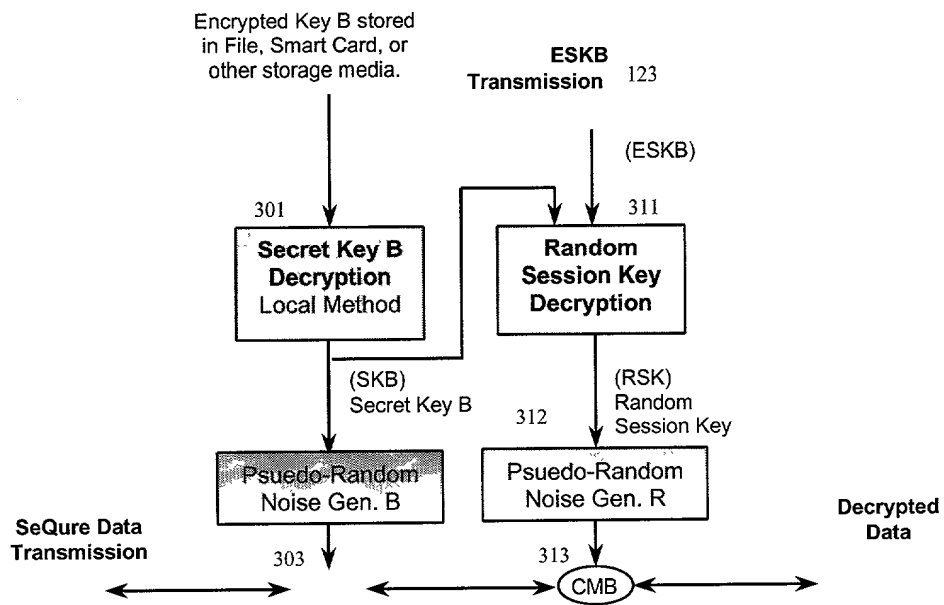 Encrypted Key B stored
in File, Smart Card, or
other storage media.
ESKB
Transmission
123
(ESKB)
301
311
Secret Key B
Decryption
Local Method
Random
Session Key
Decryption
(SKB)
Secret Key B
(RSK)
Random
Session Key
312
Psuedo-Random
Noise Gen. B
Psuedo-Random
Noise Gen. R
SeQure Data
Transmission
303
313
CMB
Decrypted
Data